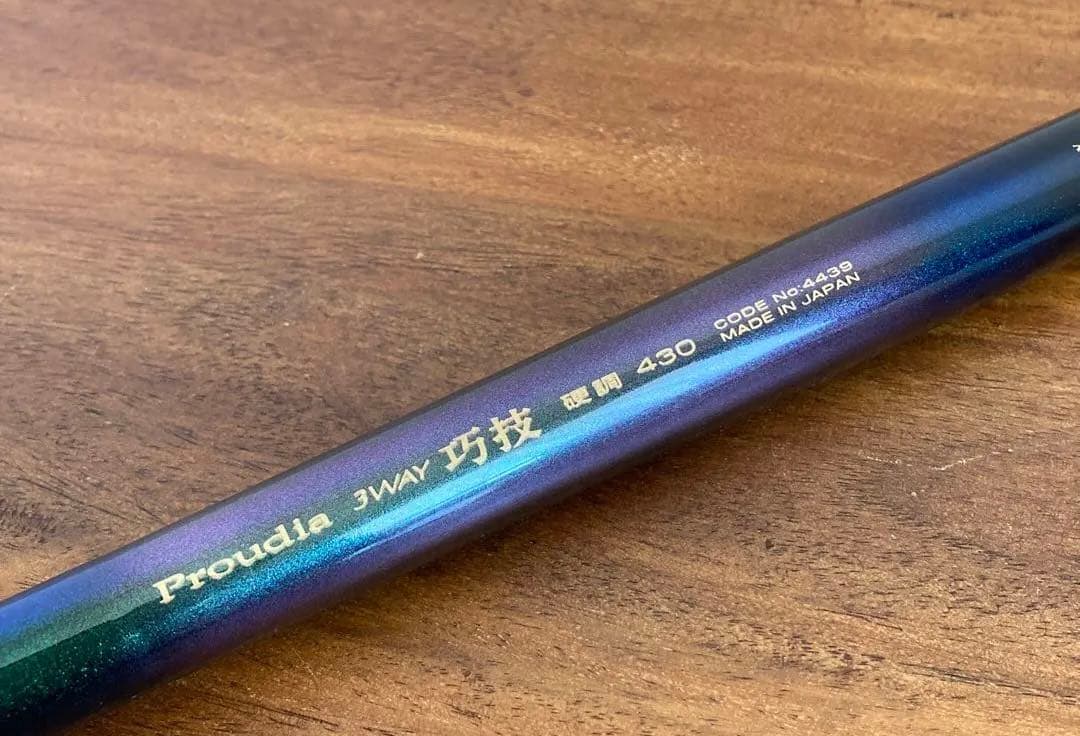 Proudia 3WAY 巧技 硬調 430
CODE No.4439
MADE IN JAPAN